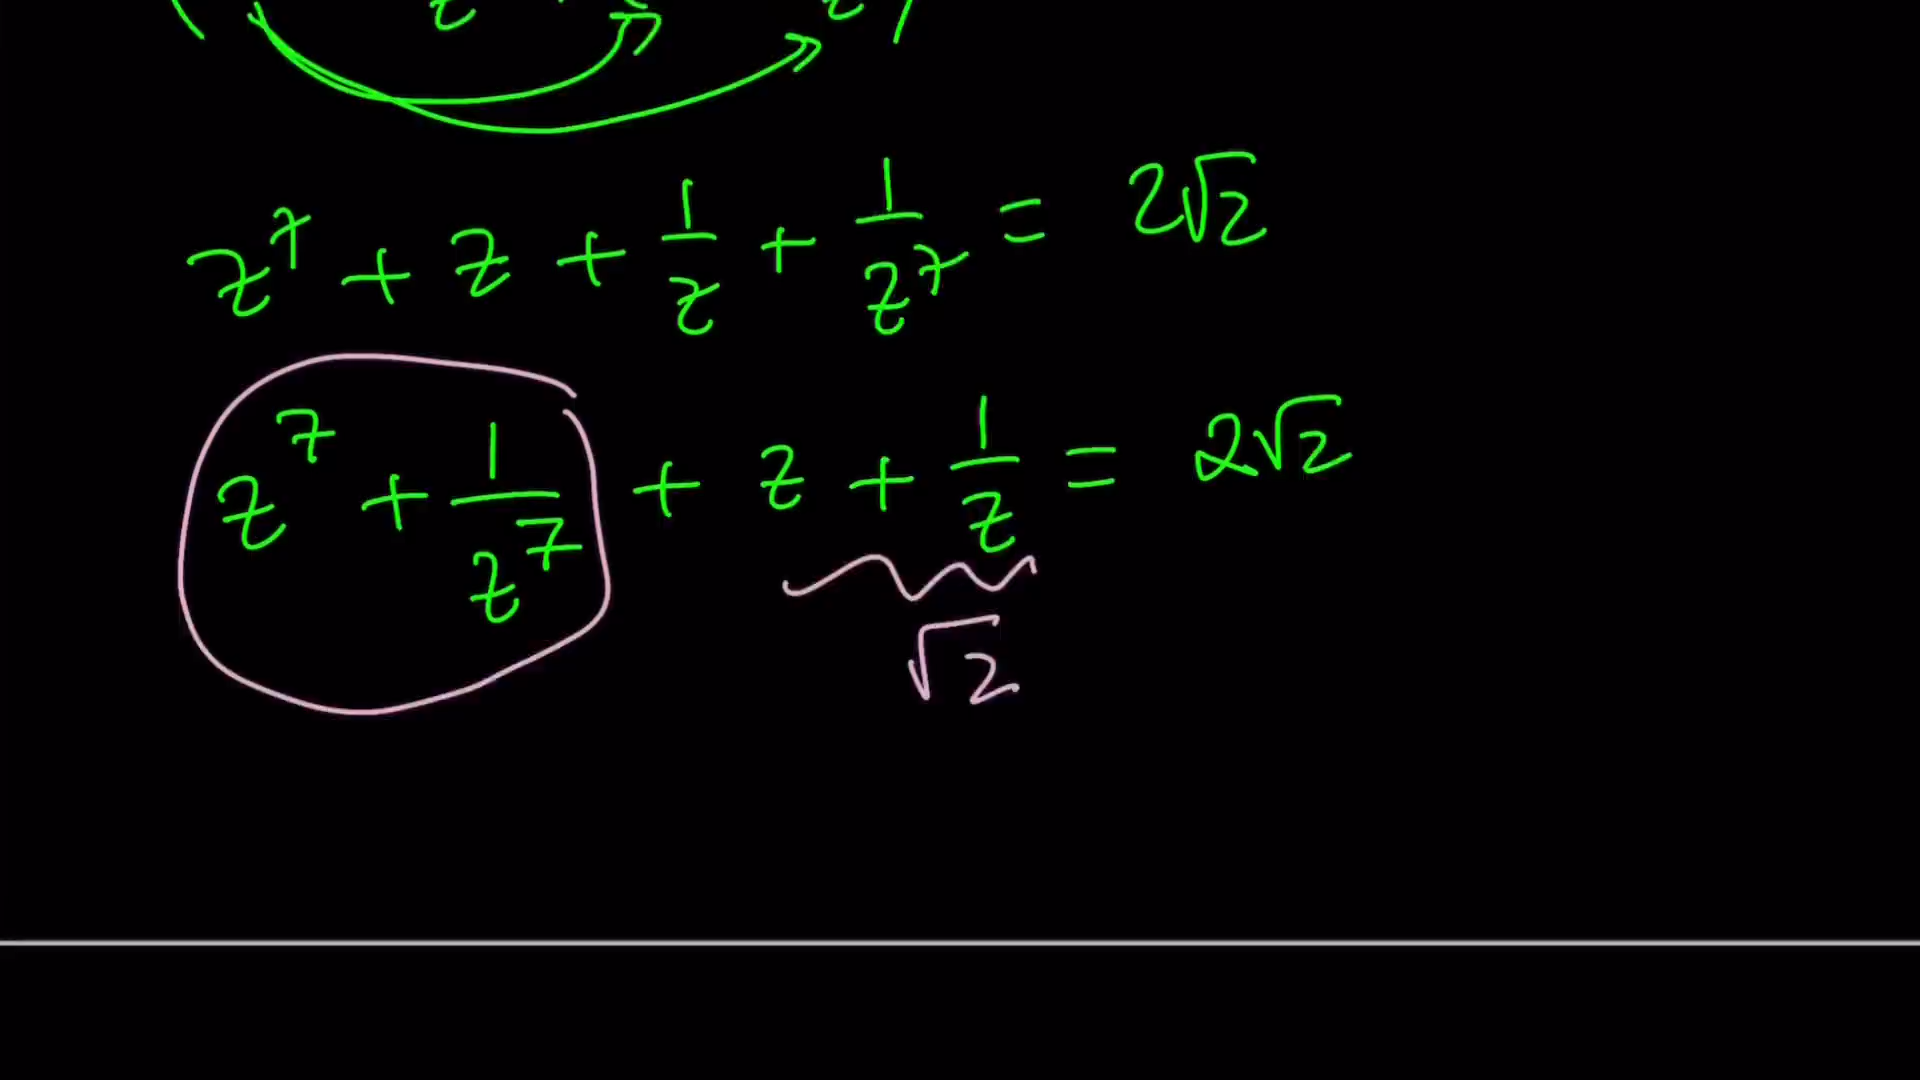 z⁷ + z + 1/z + 1/z⁷ = 2√2
z⁷ + 1/z⁷ + z + 1/z = 2√2
√2